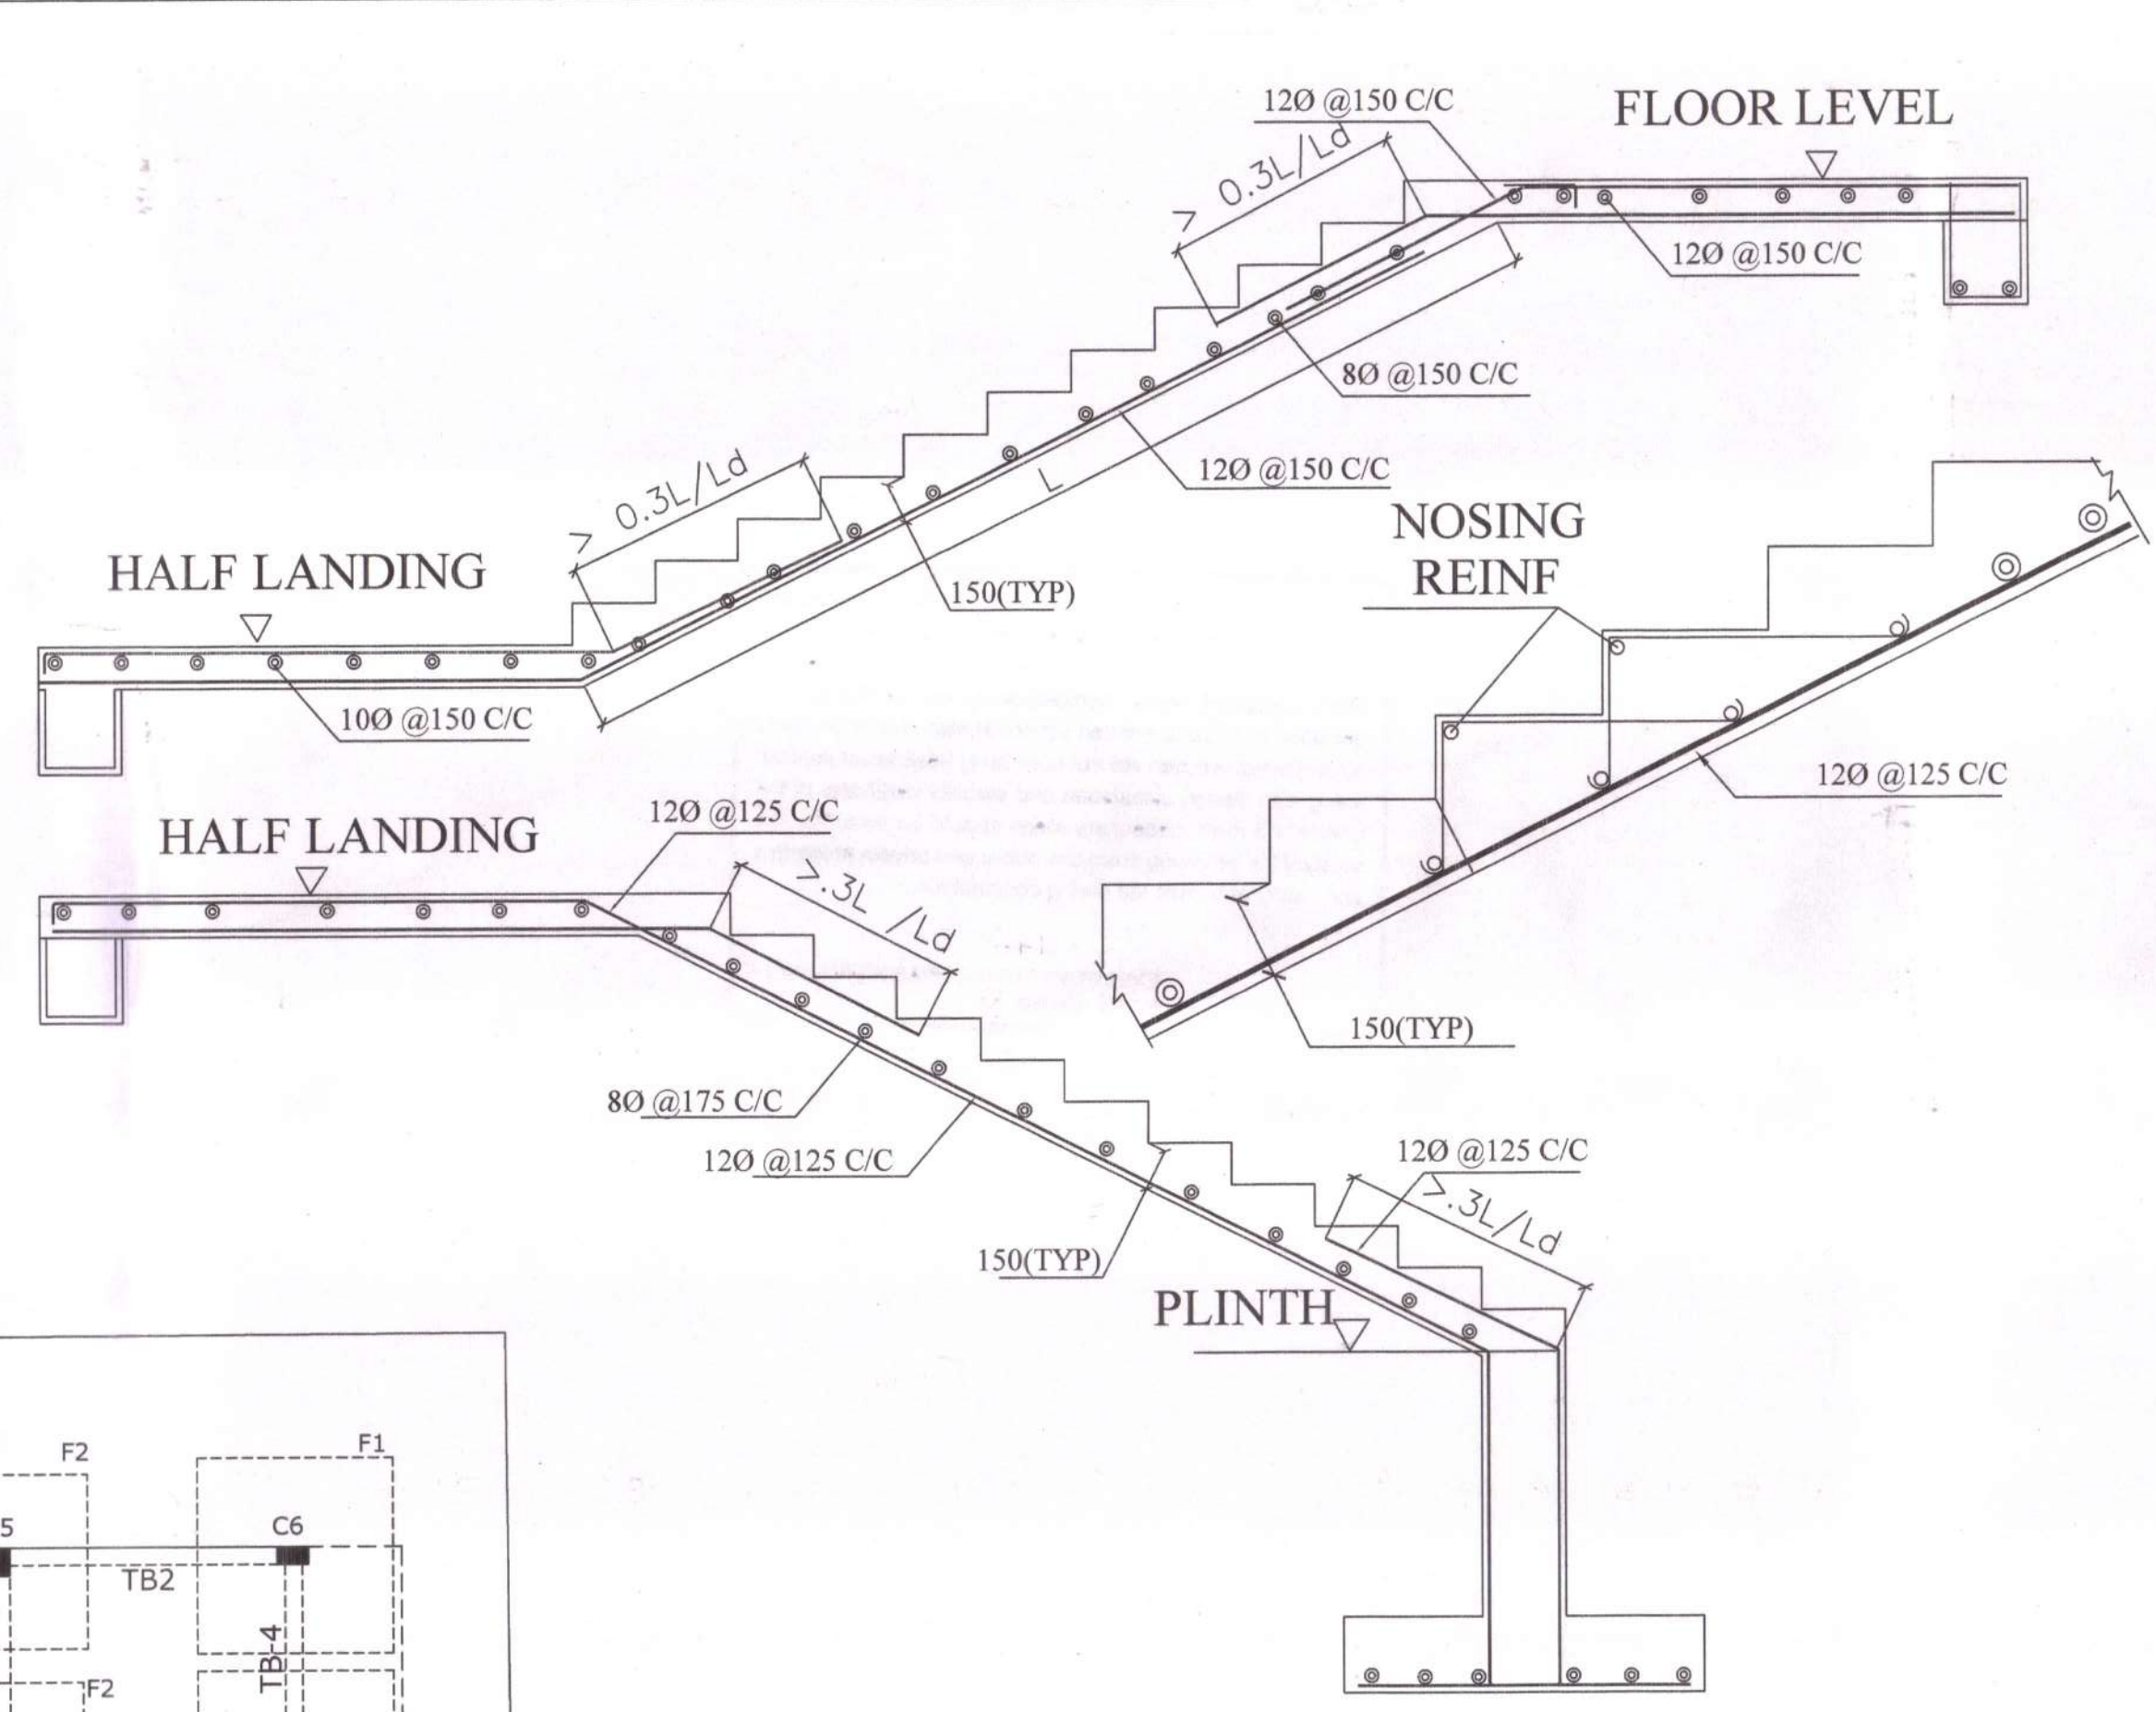 12Ø @150 C/C
FLOOR LEVEL
> 0.3L/Ld
12Ø @150 C/C
8Ø @150 C/C
12Ø @150 C/C
L
> 0.3L/Ld
HALF LANDING
150(TYP)
10Ø @150 C/C
NOSING
REINF
12Ø @125 C/C
150(TYP)
HALF LANDING
12Ø @125 C/C
>.3L /Ld
8Ø @175 C/C
12Ø @125 C/C
150(TYP)
12Ø @125 C/C
>.3L/Ld
PLINTH
F2
F1
5
C6
TB2
TB-4
F2